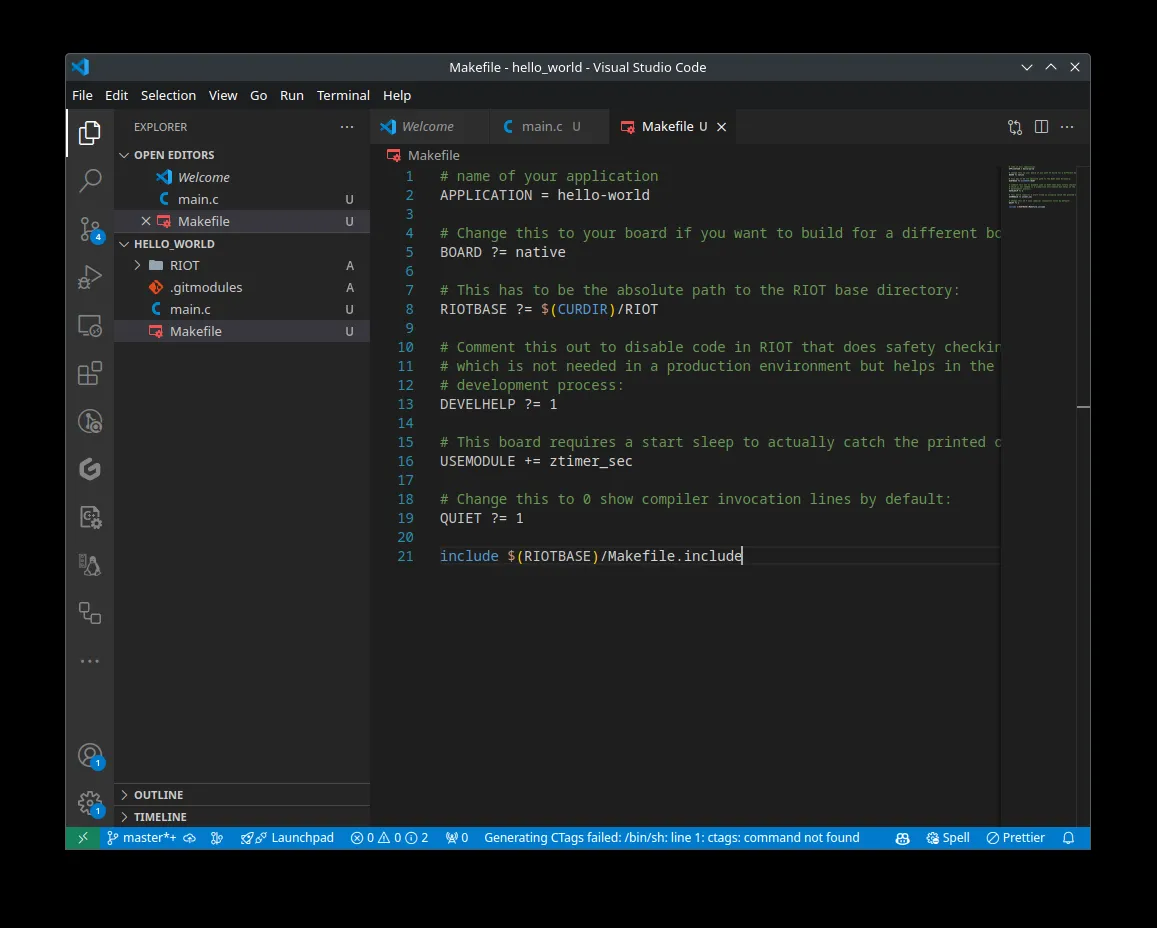 Makefile - hello_world - Visual Studio Code
File Edit Selection View Go Run Terminal Help
EXPLORER
OPEN EDITORS
Welcome
main.c U
Makefile U
HELLO_WORLD
RIOT A
.gitmodules A
main.c U
Makefile U
OUTLINE
TIMELINE
4
1
1
Welcome main.c U Makefile U
Makefile
1 # name of your application
2 APPLICATION = hello-world
3
4 # Change this to your board if you want to build for a different bo
5 BOARD ?= native
6
7 # This has to be the absolute path to the RIOT base directory:
8 RIOTBASE ?= $(CURDIR)/RIOT
9
10 # Comment this out to disable code in RIOT that does safety checkin
11 # which is not needed in a production environment but helps in the
12 # development process:
13 DEVELHELP ?= 1
14
15 # This board requires a start sleep to actually catch the printed
16 USEMODULE += ztimer_sec
17
18 # Change this to 0 show compiler invocation lines by default:
19 QUIET ?= 1
20
21 include $(RIOTBASE)/Makefile.include
master*+ Launchpad 0 0 2 0 Generating CTags failed: /bin/sh: line 1: ctags: command not found Spell Prettier